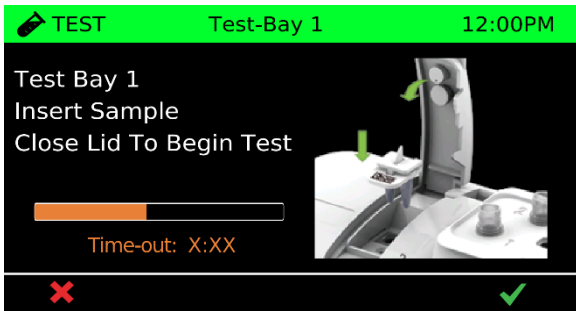 TEST Test-Bay 1 12:00PM
Test Bay 1
Insert Sample
Close Lid To Begin Test
Time-out: X:XX